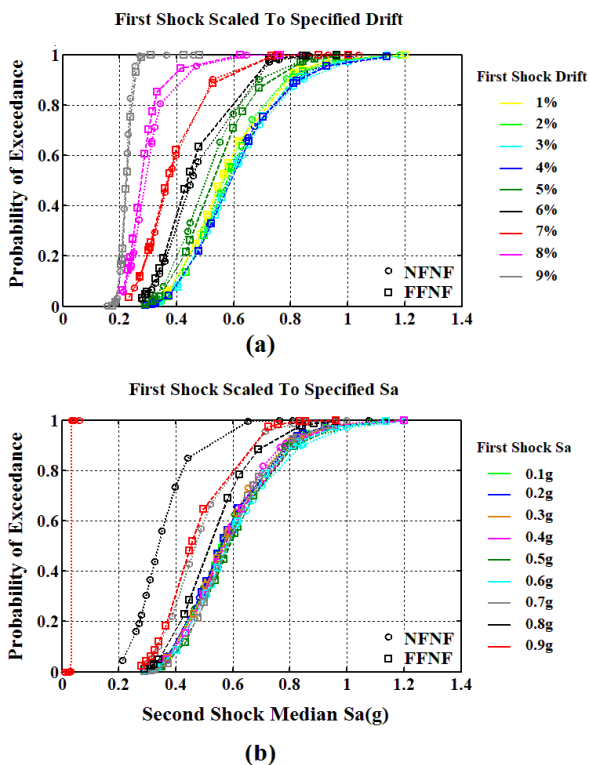 First Shock Scaled To Specified Drift
Probability of Exceedance
1
0.8
0.6
0.4
0.2
0
0 0.2 0.4 0.6 0.8 1 1.2 1.4
NFNF
FFNF
First Shock Drift
1%
2%
3%
4%
5%
6%
7%
8%
9%
(a)
First Shock Scaled To Specified Sa
Probability of Exceedance
1
0.8
0.6
0.4
0.2
0
0 0.2 0.4 0.6 0.8 1 1.2 1.4
NFNF
FFNF
First Shock Sa
0.1g
0.2g
0.3g
0.4g
0.5g
0.6g
0.7g
0.8g
0.9g
Second Shock Median Sa(g)
(b)